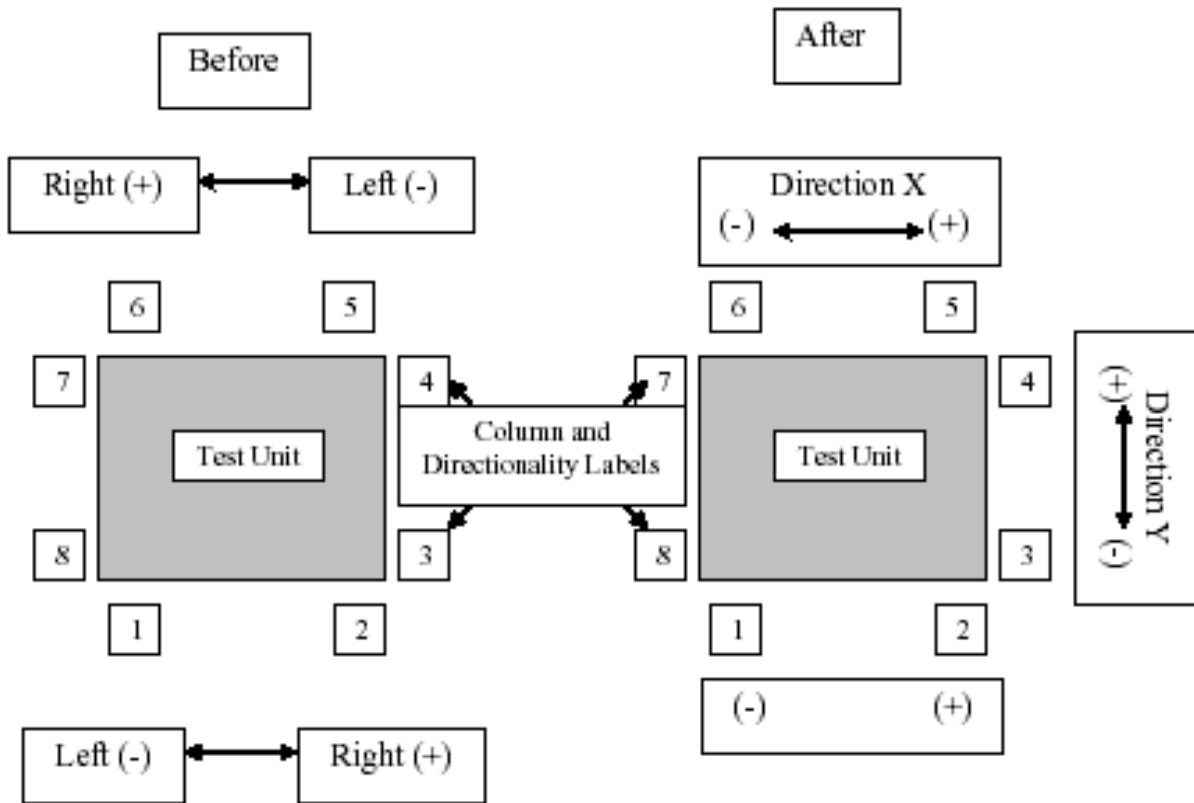 Before
After
Right (+)
Left (-)
Direction X
(-)
(+)
6
5
6
5
7
4
7
4
Test Unit
Column and
Directionality Labels
Test Unit
(+)
Direction Y
(-)
8
3
8
3
1
2
1
2
(-)
(+)
Left (-)
Right (+)